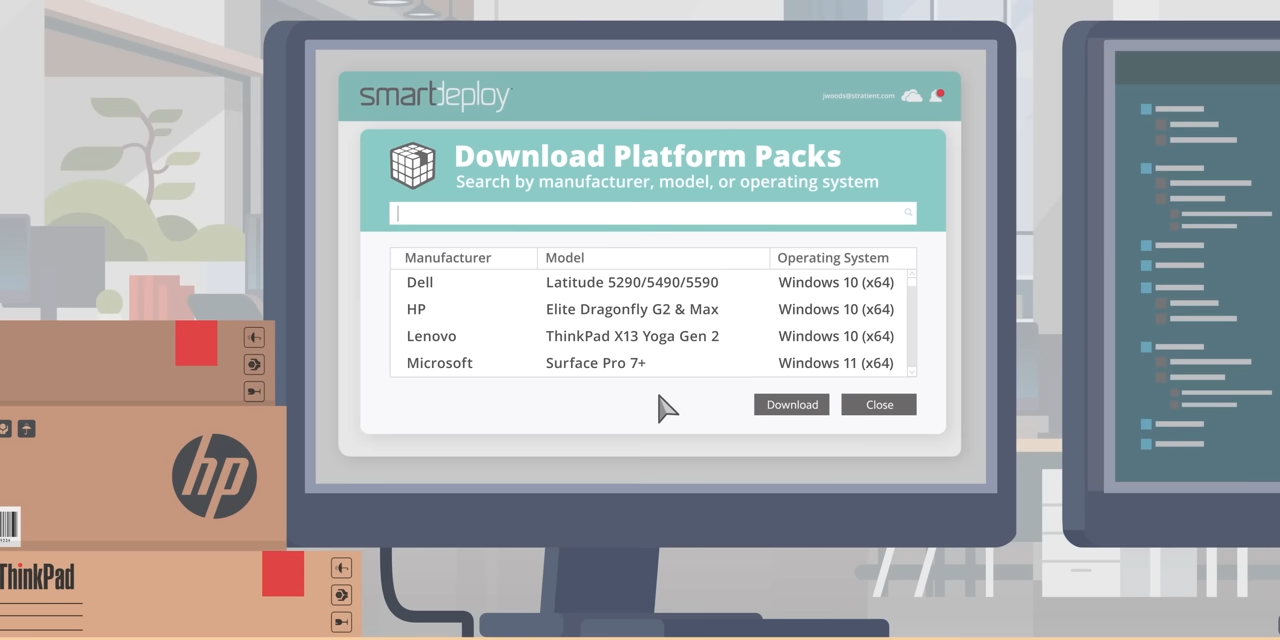 smartdeploy
jwoods@stratient.com
Download Platform Packs
Search by manufacturer, model, or operating system
Manufacturer Model Operating System
Dell Latitude 5290/5490/5590 Windows 10 (x64)
HP Elite Dragonfly G2 & Max Windows 10 (x64)
Lenovo ThinkPad X13 Yoga Gen 2 Windows 10 (x64)
Microsoft Surface Pro 7+ Windows 11 (x64)
Download Close
hp
ThinkPad